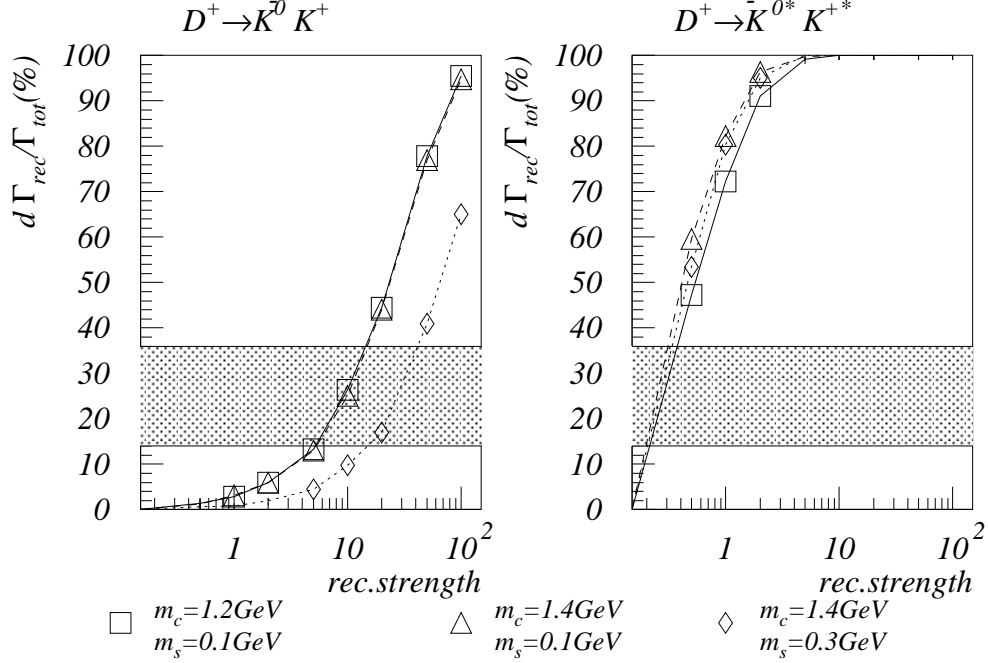 D⁺→K̄⁰ K⁺
D⁺→K̄⁰* K⁺*
d Γrec/Γtot(%)
100
90
80
70
60
50
40
30
20
10
0
1
10
10²
rec.strength
d Γrec/Γtot(%)
100
90
80
70
60
50
40
30
20
10
0
1
10
10²
rec.strength
mc=1.2GeV
ms=0.1GeV
mc=1.4GeV
ms=0.1GeV
mc=1.4GeV
ms=0.3GeV